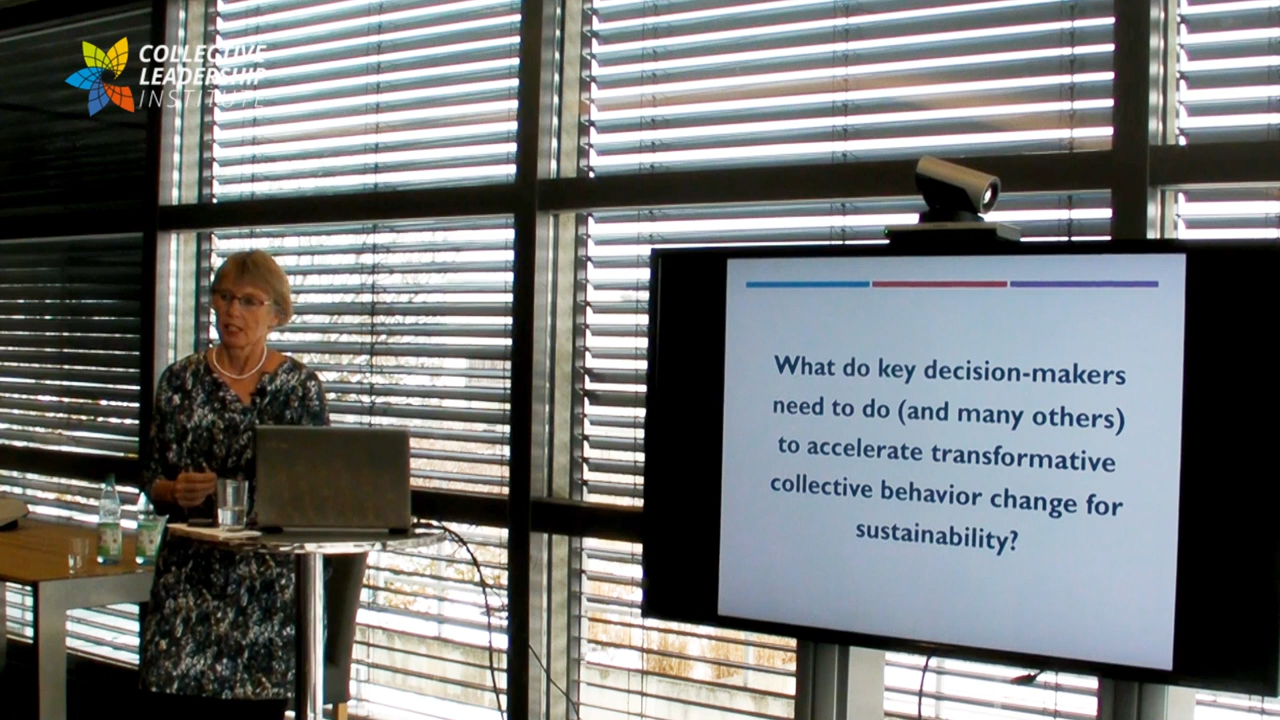 COLLECTIVE
LEADERSHIP
INSTITUTE
What do key decision-makers
need to do (and many others)
to accelerate transformative
collective behavior change for
sustainability?